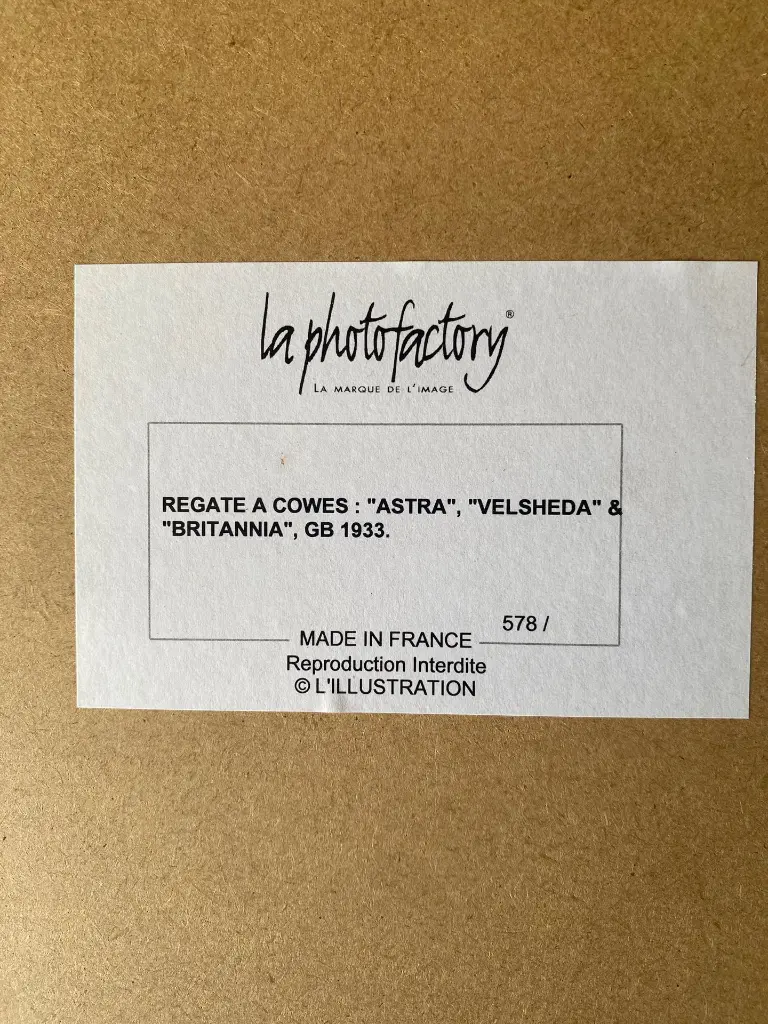 la photofactory®
LA MARQUE DE L'IMAGE
REGATE A COWES : "ASTRA", "VELSHEDA" &
"BRITANNIA", GB 1933.
578 /
MADE IN FRANCE
Reproduction Interdite
© L'ILLUSTRATION